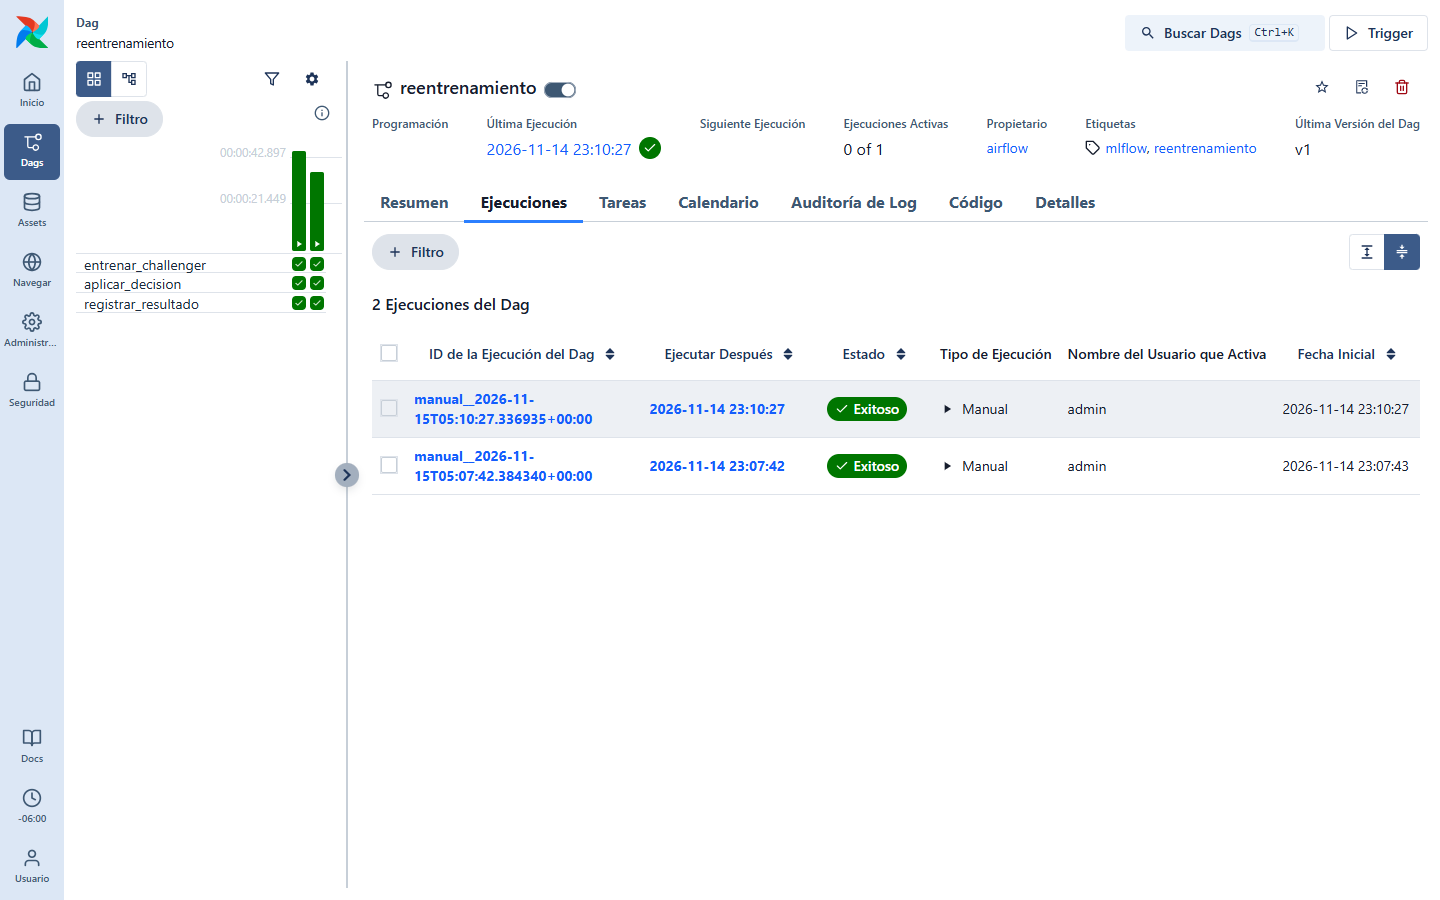 Dag
reentrenamiento
Buscar Dags Ctrl+K
Trigger
Inicio
Dags
Assets
Navegar
Administr...
Seguridad
Docs
-06:00
Usuario
Filtro
00:00:42.897
00:00:21.449
entrenar_challenger
aplicar_decision
registrar_resultado
reentrenamiento
Programación Última Ejecución Siguiente Ejecución Ejecuciones Activas Propietario Etiquetas Última Versión del Dag
2026-11-14 23:10:27 0 of 1 airflow mlflow, reentrenamiento v1
Resumen Ejecuciones Tareas Calendario Auditoría de Log Código Detalles
Filtro
2 Ejecuciones del Dag
ID de la Ejecución del Dag Ejecutar Después Estado Tipo de Ejecución Nombre del Usuario que Activa Fecha Inicial
manual__2026-11-
15T05:10:27.336935+00:00 2026-11-14 23:10:27 Exitoso Manual admin 2026-11-14 23:10:27
manual__2026-11-
15T05:07:42.384340+00:00 2026-11-14 23:07:42 Exitoso Manual admin 2026-11-14 23:07:43